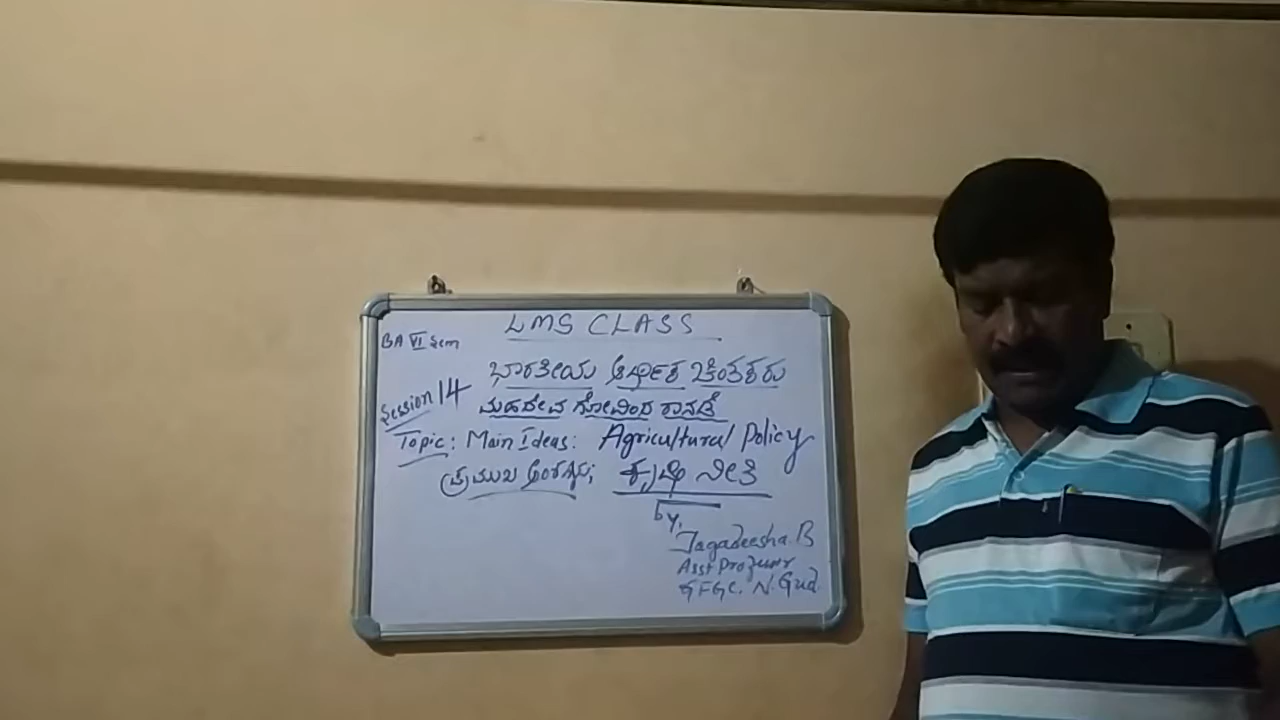 LMS CLASS
BA VI Sem
ಭಾರತೀಯ ಆರ್ಥಿಕ ಚಿಂತಕರು
Session 14
ಮಹದೇವ ಗೋವಿಂದ ರಾನಡೆ
Topic: Main Ideas: Agricultural Policy
ಪ್ರಮುಖ ಅಂಶಗಳು; ಕೃಷಿ ನೀತಿ
by,
Jagadeesha. B
Asst Professor
GFGC. N. Gud